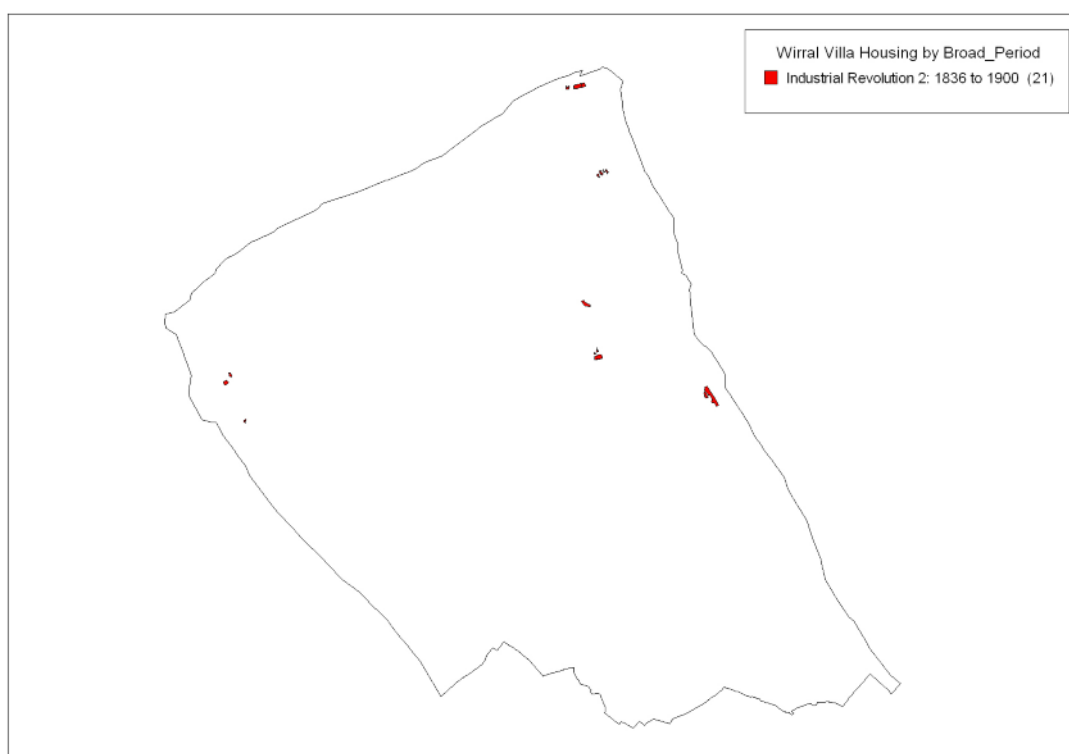 Wirral Villa Housing by Broad_Period
Industrial Revolution 2: 1836 to 1900 (21)